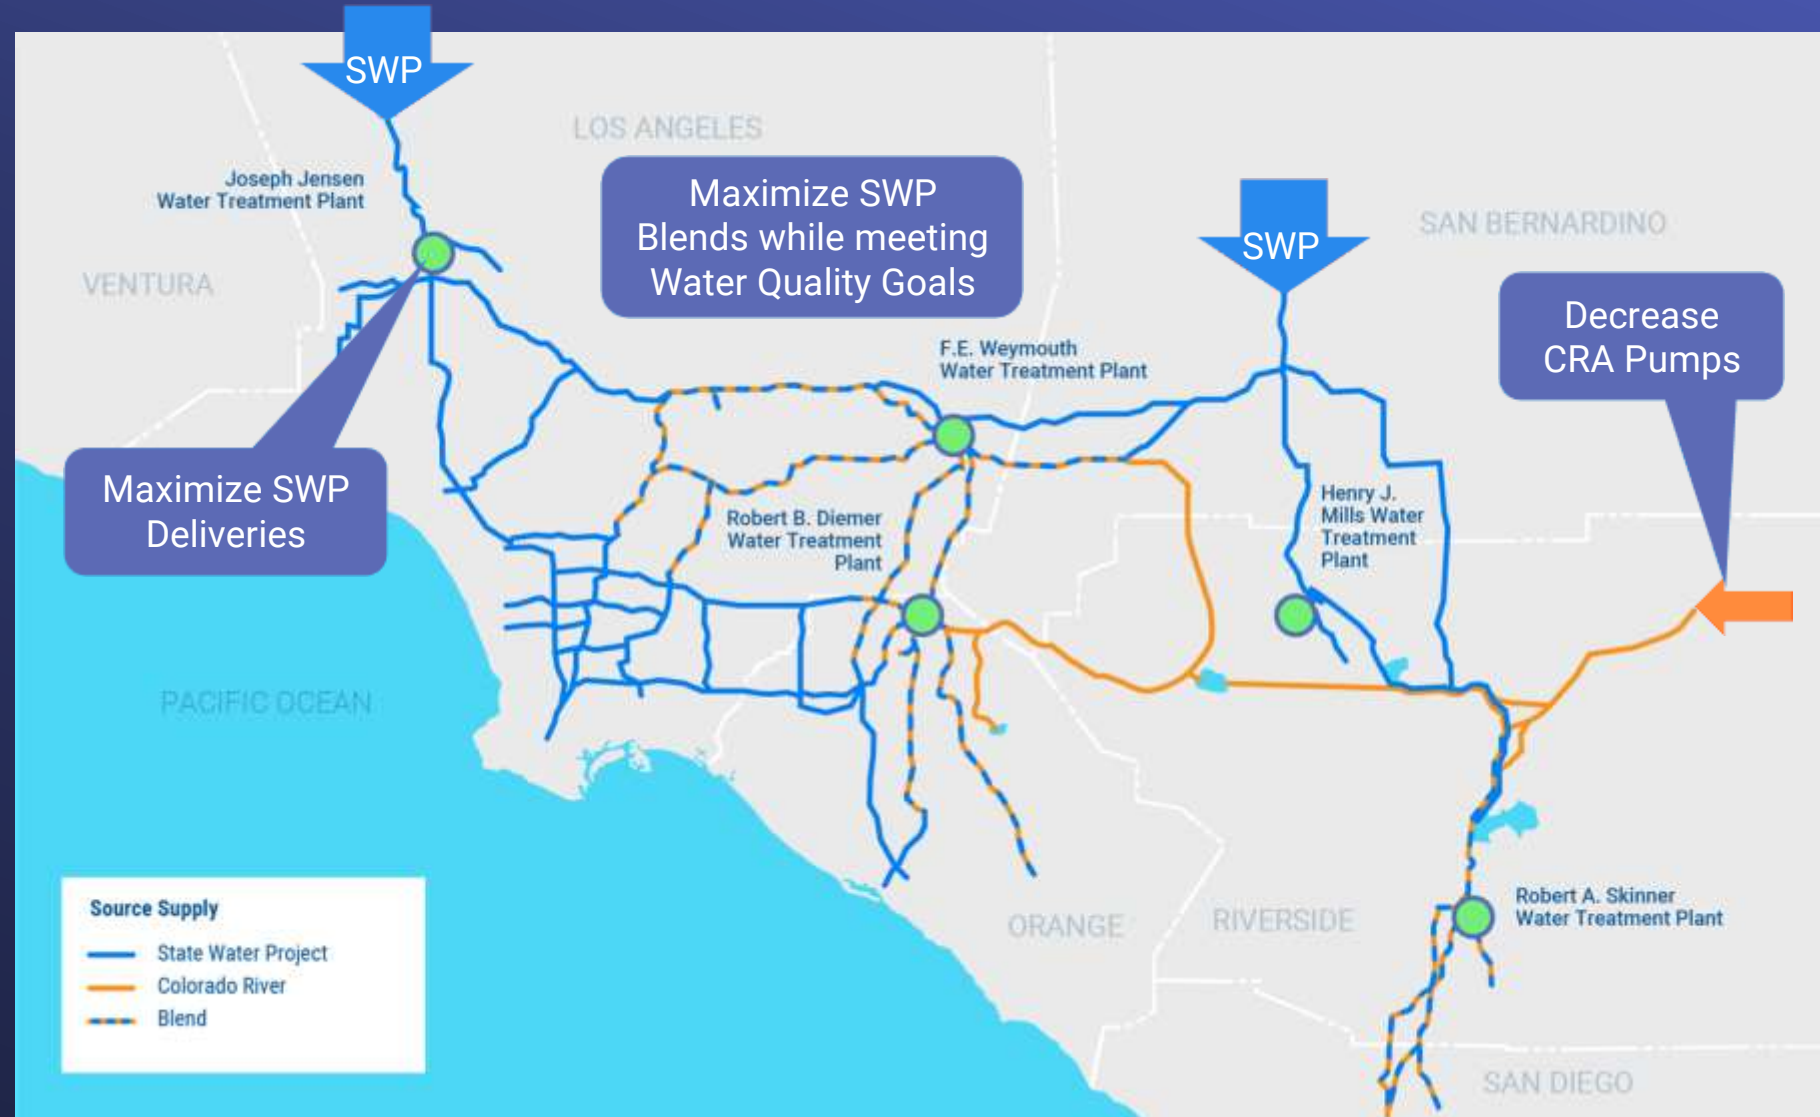 SWP
LOS ANGELES
Joseph Jensen
Water Treatment Plant
Maximize SWP
Blends while meeting
Water Quality Goals
SWP
SAN BERNARDINO
VENTURA
Decrease
CRA Pumps
F.E. Weymouth
Water Treatment Plant
Maximize SWP
Deliveries
Robert B. Diemer
Water Treatment
Plant
Henry J.
Mills Water
Treatment
Plant
PACIFIC OCEAN
Source Supply
State Water Project
Colorado River
Blend
ORANGE
RIVERSIDE
Robert A. Skinner
Water Treatment Plant
SAN DIEGO